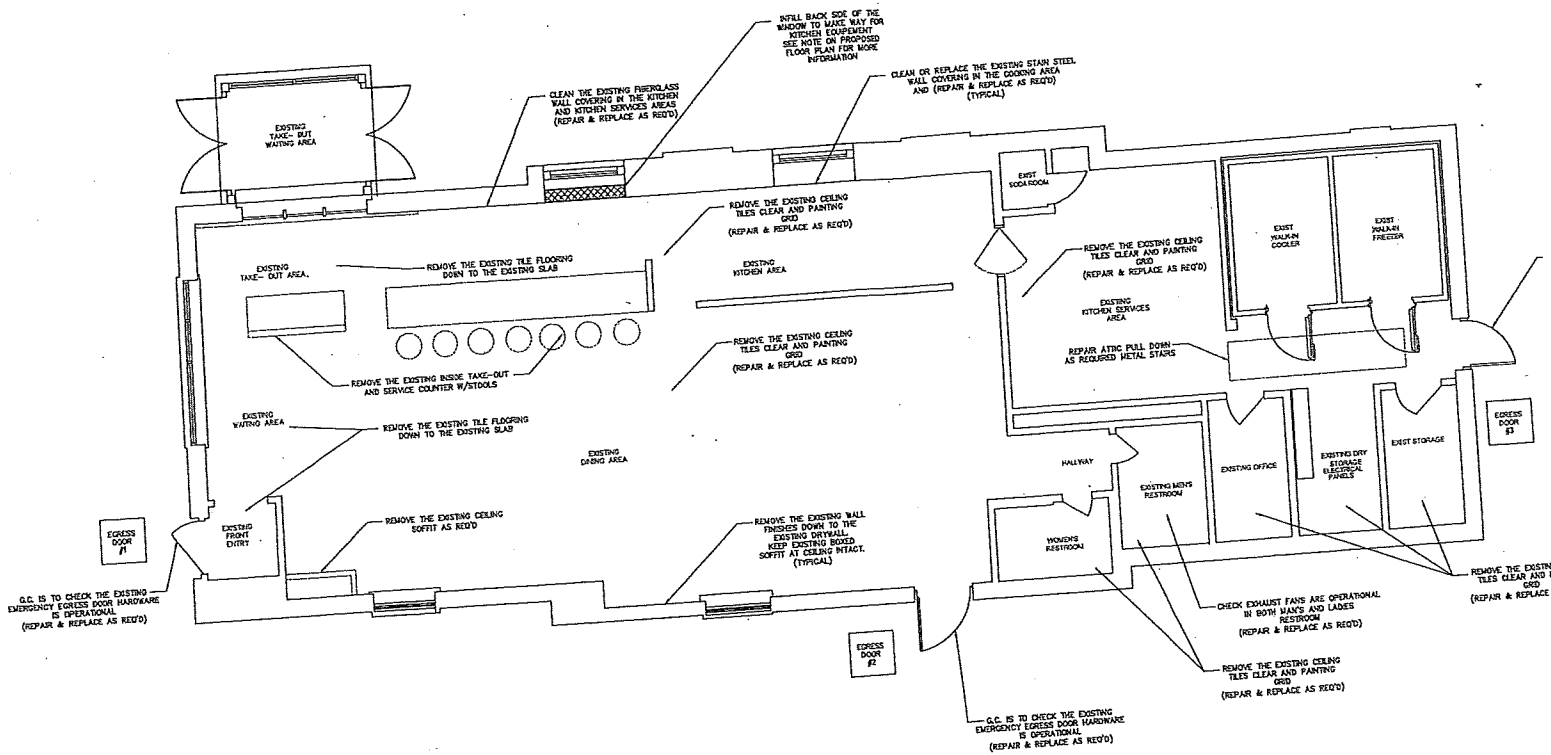 INFILL BACK SIDE OF THE
WINDOW TO MAKE WAY FOR
KITCHEN EQUIPEMENT
SEE NOTE ON PROPOSED
FLOOR PLAN FOR MORE
INFORMATION
CLEAN OR REPLACE THE EXISTING STAIN STEEL
WALL COVERING IN THE COOKING AREA
AND (REPAIR & REPLACE AS REQ'D)
(TYPICAL)
CLEAN THE EXISTING FIBERGLASS
WALL COVERING IN THE KITCHEN
AND KITCHEN SERVICES AREAS
(REPAIR & REPLACE AS REQ'D)
EXISTING
TAKE- OUT
WAITING AREA
EXIST
SODA ROOM
REMOVE THE EXISTING CEILING
TILES CLEAR AND PAINTING
GRID
(REPAIR & REPLACE AS REQ'D)
EXIST
WALK-IN
COOLER
EXIST
WALK-IN
FREEZER
REMOVE THE EXISTING CEILING
TILES CLEAR AND PAINTING
GRID
(REPAIR & REPLACE AS REQ'D)
EXISTING
TAKE- OUT AREA.
REMOVE THE EXISTING TILE FLOORING
DOWN TO THE EXISTING SLAB
EXISTING
KITCHEN AREA
EXISTING
KITCHEN SERVICES
AREA
REMOVE THE EXISTING CEILING
TILES CLEAR AND PAINTING
GRID
(REPAIR & REPLACE AS REQ'D)
REPAIR ATTIC PULL DOWN
AS REQUIRED METAL STAIRS
REMOVE THE EXISTING INSIDE TAKE-OUT
AND SERVICE COUNTER W/STOOLS
EXISTING
WAITING AREA
REMOVE THE EXISTING TILE FLOORING
DOWN TO THE EXISTING SLAB
EXISTING
DINING AREA
HALLWAY
EXISTING MEN'S
RESTROOM
EXISTING OFFICE
EXISTING DRY
STORAGE
ELECTRICAL
PANELS
EXIST STORAGE
EGRESS
DOOR
#3
EGRESS
DOOR
#1
EXISTING
FRONT
ENTRY
REMOVE THE EXISTING CEILING
SOFFIT AS REQ'D
REMOVE THE EXISTING WALL
FINISHES DOWN TO THE
EXISTING DRYWALL
KEEP EXISTING BOXED
SOFFIT AT CEILING INTACT.
(TYPICAL)
WOMEN'S
RESTROOM
G.C. IS TO CHECK THE EXISTING
EMERGENCY EGRESS DOOR HARDWARE
IS OPERATIONAL
(REPAIR & REPLACE AS REQ'D)
REMOVE THE EXISTIN
TILES CLEAR AND
GRID
(REPAIR & REPLACE
CHECK EXHAUST FANS ARE OPERATIONAL
IN BOTH MAN'S AND LADIES
RESTROOM
(REPAIR & REPLACE AS REQ'D)
EGRESS
DOOR
#2
REMOVE THE EXISTING CEILING
TILES CLEAR AND PAINTING
GRID
(REPAIR & REPLACE AS REQ'D)
G.C. IS TO CHECK THE EXISTING
EMERGENCY EGRESS DOOR HARDWARE
IS OPERATIONAL
(REPAIR & REPLACE AS REQ'D)